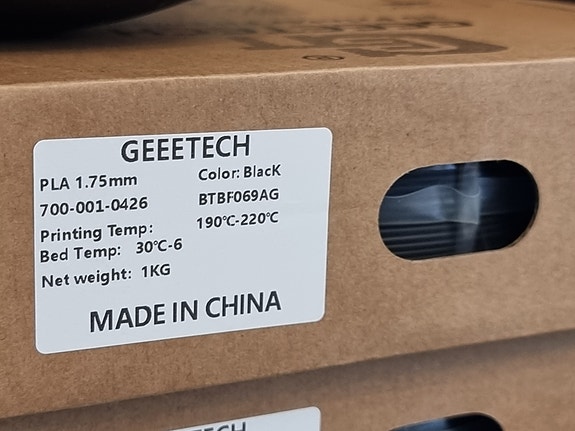 GEEETECH
PLA 1.75mm Color: BlacK
700-001-0426 BTBF069AG
Printing Temp: 190℃-220℃
Bed Temp: 30℃-6
Net weight: 1KG
MADE IN CHINA